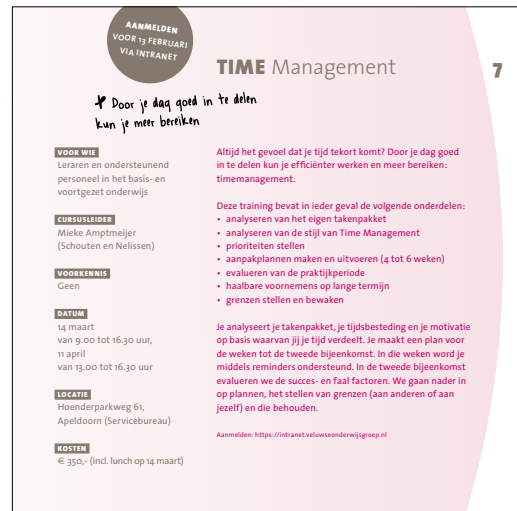 AANMELDEN
VOOR 13 FEBRUARI
VIA INTRANET
TIME Management
7
+ Door je dag goed in te delen
kun je meer bereiken
VOOR WIE
Leraren en ondersteunend
personeel in het basis- en
voortgezet onderwijs
CURSUSLEIDER
Mieke Amptmeijer
(Schouten en Nelissen)
VOORKENNIS
Geen
DATUM
14 maart
van 9.00 tot 16.30 uur,
11 april
van 13.00 tot 16.30 uur
LOCATIE
Hoenderparkweg 61,
Apeldoorn (Servicebureau)
KOSTEN
€ 350,- (incl. lunch op 14 maart)
Altijd het gevoel dat je tijd tekort komt? Door je dag goed
in te delen kun je efficiënter werken en meer bereiken:
timemanagement.
Deze training bevat in ieder geval de volgende onderdelen:
• analyseren van het eigen takenpakket
• analyseren van de stijl van Time Management
• prioriteiten stellen
• aanpakplannen maken en uitvoeren (4 tot 6 weken)
• evalueren van de praktijkperiode
• haalbare voornemens op lange termijn
• grenzen stellen en bewaken
Je analyseert je takenpakket, je tijdsbesteding en je motivatie
op basis waarvan jij je tijd verdeelt. Je maakt een plan voor
de weken tot de tweede bijeenkomst. In die weken word je
middels reminders ondersteund. In de tweede bijeenkomst
evalueren we de succes- en faal factoren. We gaan nader in
op plannen, het stellen van grenzen (aan anderen of aan
jezelf) en die behouden.
Aanmelden: https://intranet.veluwseonderwijsgroep.nl